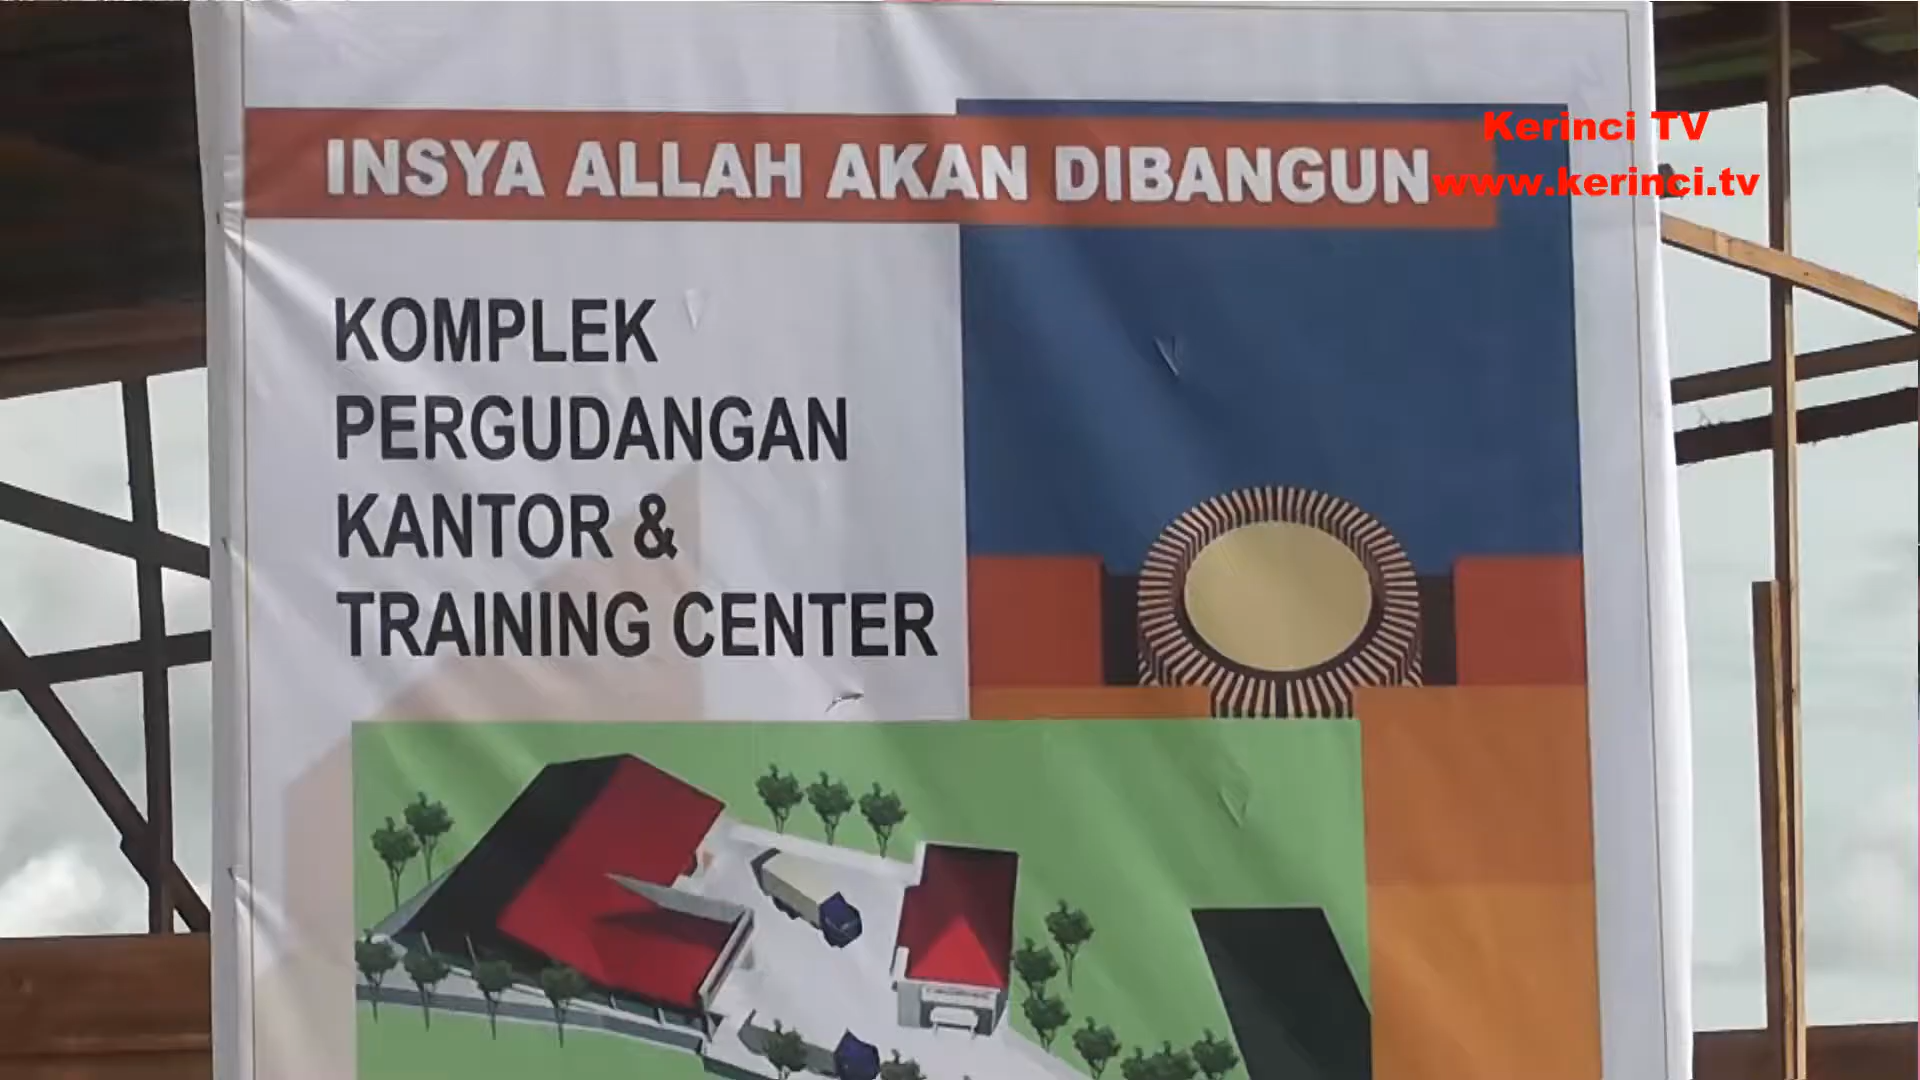 Kerinci TV
www.kerinci.tv
INSYA ALLAH AKAN DIBANGUN
KOMPLEK
PERGUDANGAN
KANTOR &
TRAINING CENTER